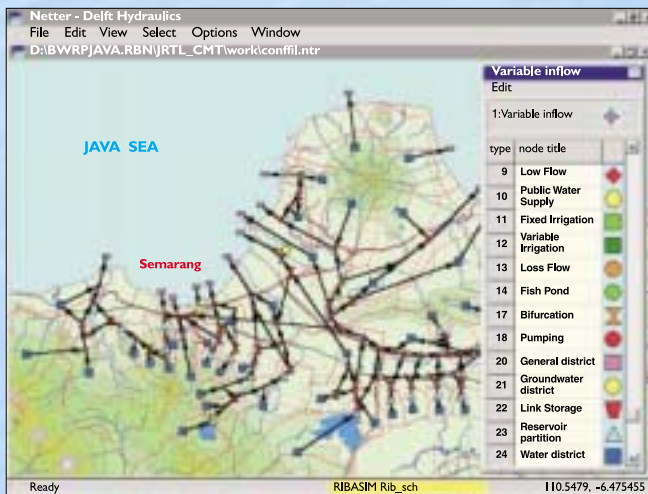 Netter - Delft Hydraulics
File Edit View Select Options Window
D:\BWRPJAVA.RBN\JRTL_CMT\work\conffil.ntr
Variable inflow
Edit
1:Variable inflow
type node title
9 Low Flow
10 Public Water
Supply
11 Fixed Irrigation
12 Variable
Irrigation
13 Loss Flow
14 Fish Pond
17 Bifurcation
18 Pumping
20 General district
21 Groundwater
district
22 Link Storage
23 Reservoir
partition
24 Water district
JAVA SEA
Semarang
Ready RIBASIM Rib_sch 110.5479, -6.475455